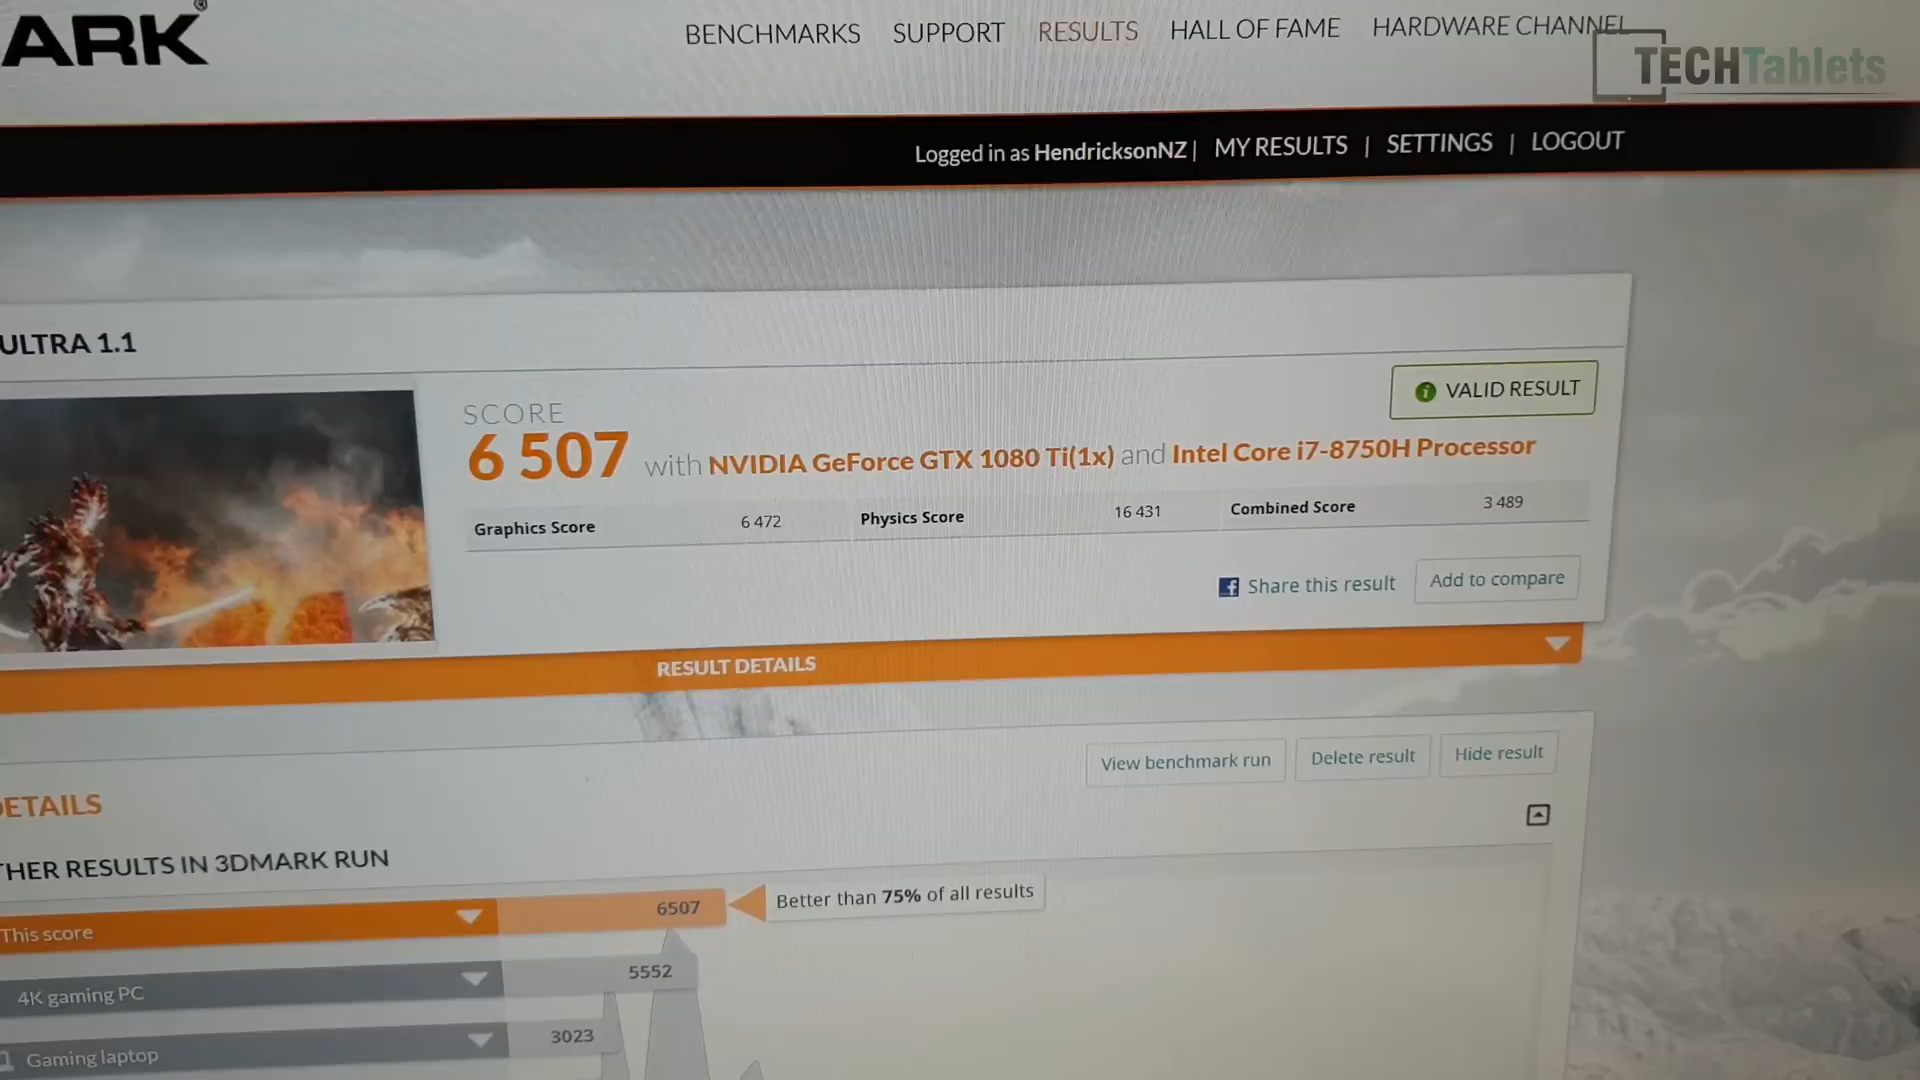 ARK®
BENCHMARKS SUPPORT RESULTS HALL OF FAME HARDWARE CHANNEL
TECHTablets
Logged in as HendricksonNZ | MY RESULTS | SETTINGS | LOGOUT
ULTRA 1.1
VALID RESULT
SCORE
6 507 with NVIDIA GeForce GTX 1080 Ti(1x) and Intel Core i7-8750H Processor
Graphics Score 6 472 Physics Score 16 431 Combined Score 3 489
Share this result Add to compare
RESULT DETAILS
View benchmark run Delete result Hide result
DETAILS
THER RESULTS IN 3DMARK RUN
This score 6507 Better than 75% of all results
4K gaming PC 5552
Gaming laptop 3023